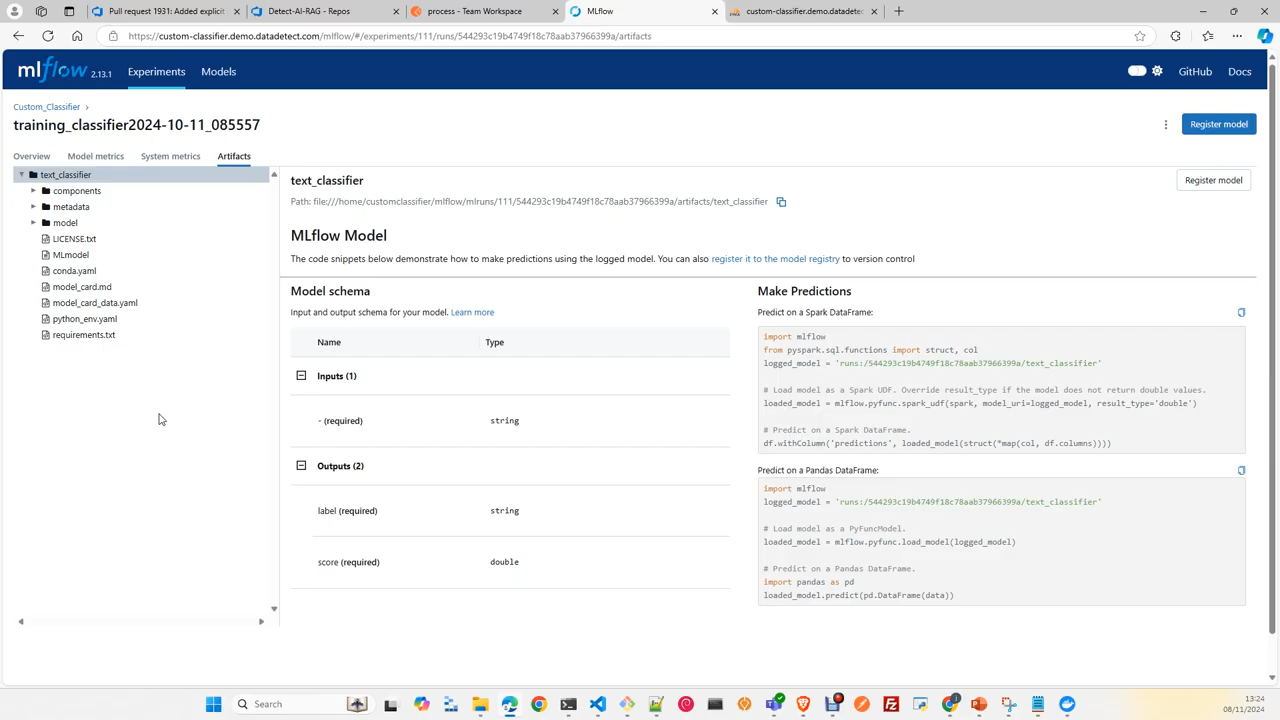 Pull request 1931: Added explicit
Detect-AI-RAG - Repos
process - Team Workspace
MLflow
custom-classifier.demo.datadete
https://custom-classifier.demo.datadetect.com/mlflow/#/experiments/111/runs/544293c19b4749f18c78aab37966399a/artifacts
mlflow 2.13.1
Experiments
Models
GitHub
Docs
Custom_Classifier
training_classifier2024-10-11_085557
Register model
Overview
Model metrics
System metrics
Artifacts
text_classifier
components
metadata
model
LICENSE.txt
MLmodel
conda.yaml
model_card.md
model_card_data.yaml
python_env.yaml
requirements.txt
text_classifier
Register model
Path: file:///home/customclassifier/mlflow/mlruns/111/544293c19b4749f18c78aab37966399a/artifacts/text_classifier
MLflow Model
The code snippets below demonstrate how to make predictions using the logged model. You can also register it to the model registry to version control
Model schema
Input and output schema for your model. Learn more
Name Type
Inputs (1)
- (required) string
Outputs (2)
label (required) string
score (required) double
Make Predictions
Predict on a Spark DataFrame:
import mlflow
from pyspark.sql.functions import struct, col
logged_model = 'runs:/544293c19b4749f18c78aab37966399a/text_classifier'
# Load model as a Spark UDF. Override result_type if the model does not return double values.
loaded_model = mlflow.pyfunc.spark_udf(spark, model_uri=logged_model, result_type='double')
# Predict on a Spark DataFrame.
df.withColumn('predictions', loaded_model(struct(*map(col, df.columns))))
Predict on a Pandas DataFrame:
import mlflow
logged_model = 'runs:/544293c19b4749f18c78aab37966399a/text_classifier'
# Load model as a PyFuncModel.
loaded_model = mlflow.pyfunc.load_model(logged_model)
# Predict on a Pandas DataFrame.
import pandas as pd
loaded_model.predict(pd.DataFrame(data))
Search
13:24
08/11/2024